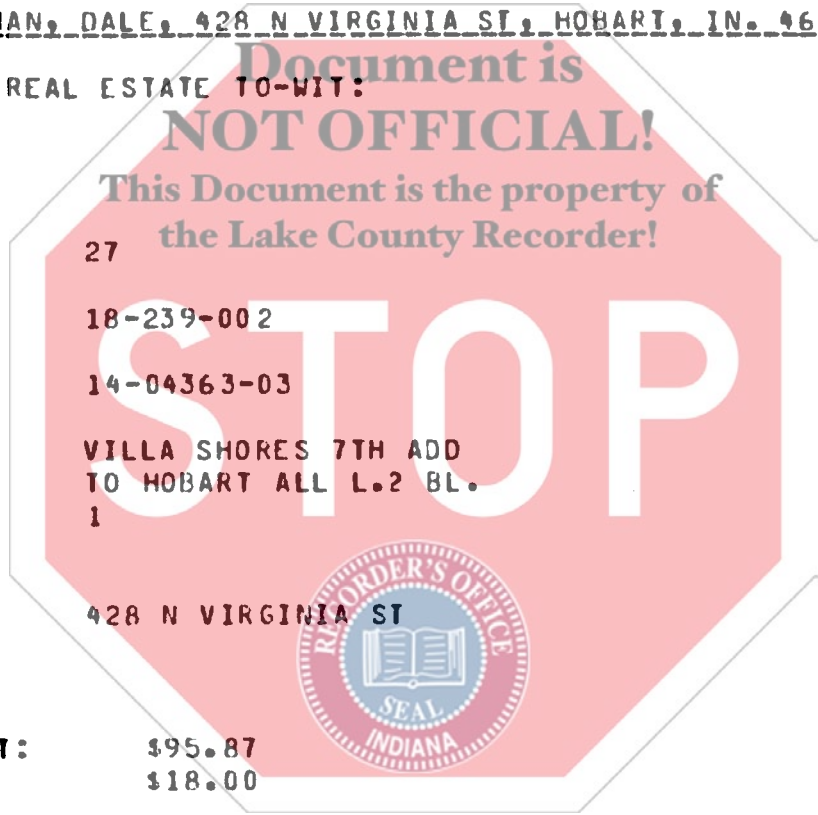 AN, DALE, 428 N VIRGINIA ST, HOBART, IN. 46
Document is
REAL ESTATE TO-WIT:
NOT OFFICIAL!
This Document is the property of
the Lake County Recorder!
27
18-239-002
14-04363-03
STOP
VILLA SHORES 7TH ADD
TO HOBART ALL L.2 BL.
1
428 N VIRGINIA ST
RECORDER'S OFFICE
SEAL
INDIANA
T: $95.87
$18.00